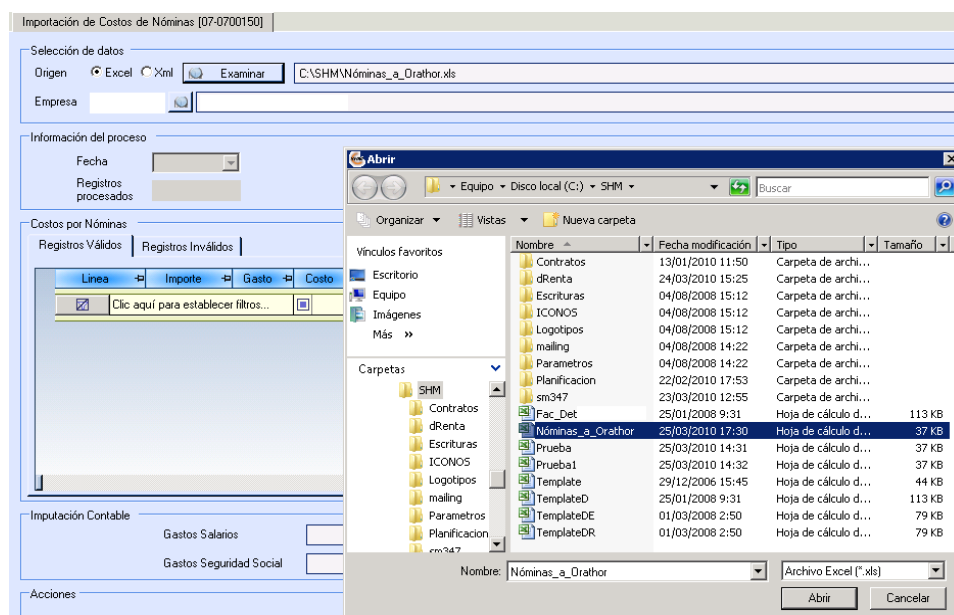 Importación de Costos de Nóminas [07-0700150]
Selección de datos
Origen Excel Xml Examinar C:\SHM\Nóminas_a_Orathor.xls
Empresa
Información del proceso
Fecha
Registros procesados
Costos por Nóminas
Registros Válidos Registros Inválidos
Linea Importe Gasto Costo
Clic aquí para establecer filtros...
Imputación Contable
Gastos Salarios
Gastos Seguridad Social
Acciones
Abrir
Equipo Disco local (C:) SHM Buscar
Organizar Vistas Nueva carpeta
Vínculos favoritos
Escritorio
Equipo
Imágenes
Más »
Carpetas
SHM
Contratos
dRenta
Escrituras
ICONOS
Logotipos
mailing
Parametros
Planificacion
sm347
Nombre Fecha modificación Tipo Tamaño
Contratos 13/01/2010 11:50 Carpeta de archi...
dRenta 24/03/2010 15:25 Carpeta de archi...
Escrituras 04/08/2008 15:12 Carpeta de archi...
ICONOS 04/08/2008 15:12 Carpeta de archi...
Logotipos 04/08/2008 15:12 Carpeta de archi...
mailing 04/08/2008 14:22 Carpeta de archi...
Parametros 04/08/2008 14:22 Carpeta de archi...
Planificacion 22/02/2010 17:53 Carpeta de archi...
sm347 23/03/2010 12:55 Carpeta de archi...
Fac_Det 25/01/2008 9:31 Hoja de cálculo d... 113 KB
Nóminas_a_Orathor 25/03/2010 17:30 Hoja de cálculo d... 37 KB
Prueba 25/03/2010 14:31 Hoja de cálculo d... 37 KB
Prueba1 25/03/2010 14:32 Hoja de cálculo d... 37 KB
Template 29/12/2006 15:45 Hoja de cálculo d... 44 KB
TemplateD 25/01/2008 9:31 Hoja de cálculo d... 113 KB
TemplateDE 01/03/2008 2:50 Hoja de cálculo d... 79 KB
TemplateDR 01/03/2008 2:50 Hoja de cálculo d... 79 KB
Nombre: Nóminas_a_Orathor Archivo Excel (*.xls)
Abrir Cancelar